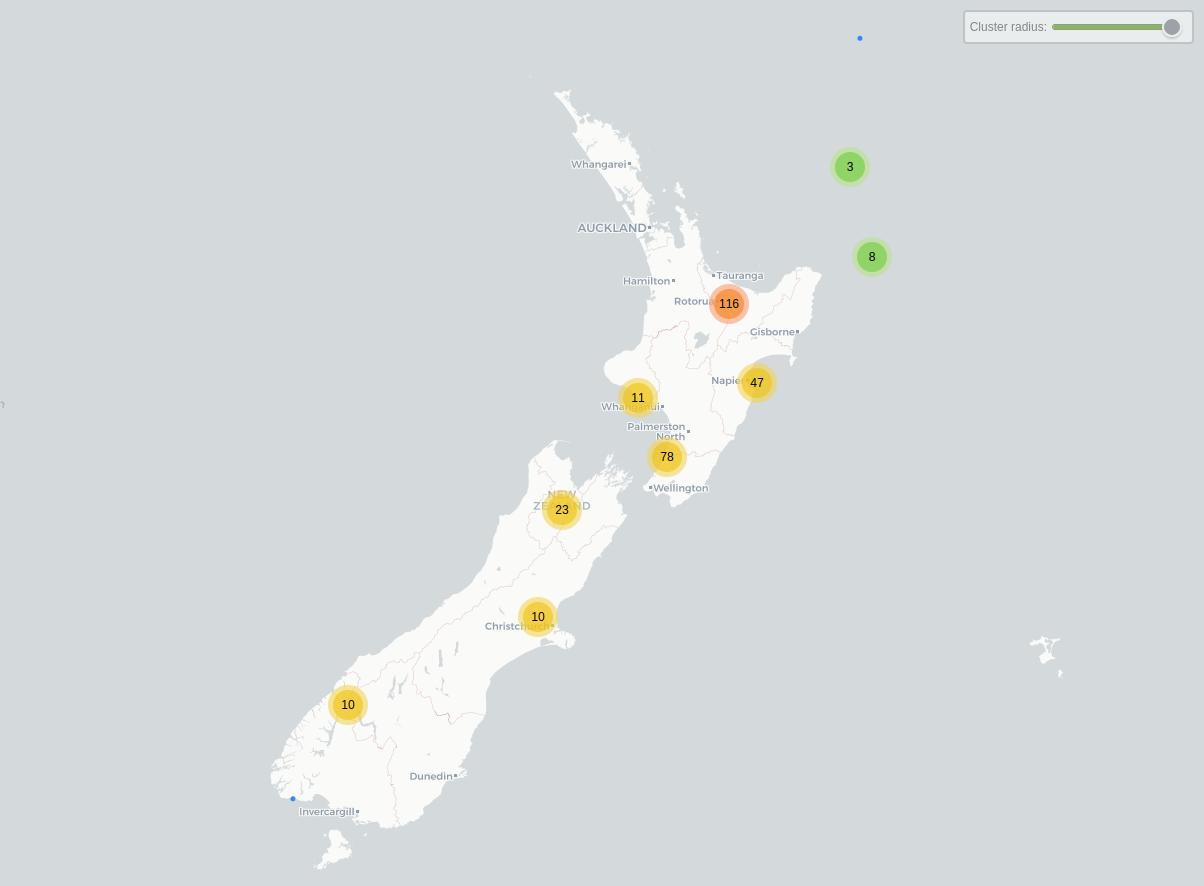 Cluster radius:
Whangarei
3
AUCKLAND
8
Tauranga
Hamilton
Rotorua
116
Gisborne
Napier
47
11
Whanganui
Palmerston
North
78
Wellington
NEW
ZEALAND
23
10
Christchurch
10
Dunedin
Invercargill